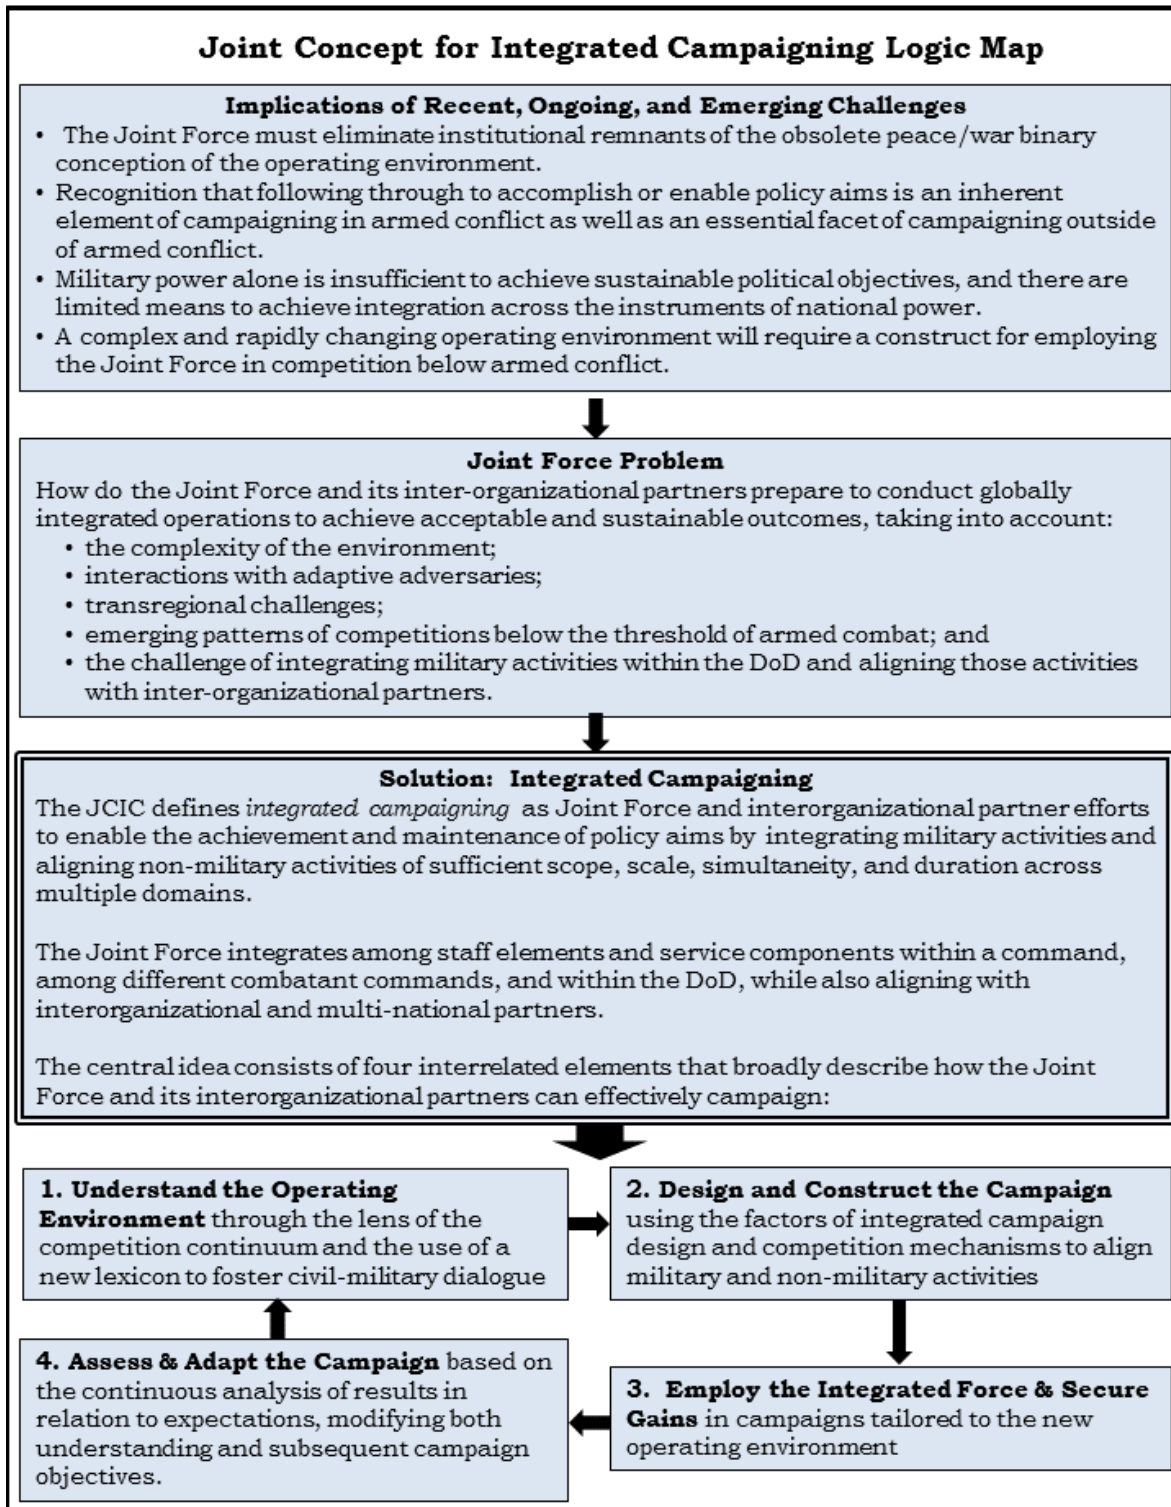 Joint Concept for Integrated Campaigning Logic Map
Implications of Recent, Ongoing, and Emerging Challenges
• The Joint Force must eliminate institutional remnants of the obsolete peace/war binary
conception of the operating environment.
• Recognition that following through to accomplish or enable policy aims is an inherent
element of campaigning in armed conflict as well as an essential facet of campaigning outside
of armed conflict.
• Military power alone is insufficient to achieve sustainable political objectives, and there are
limited means to achieve integration across the instruments of national power.
• A complex and rapidly changing operating environment will require a construct for employing
the Joint Force in competition below armed conflict.
Joint Force Problem
How do the Joint Force and its inter-organizational partners prepare to conduct globally
integrated operations to achieve acceptable and sustainable outcomes, taking into account:
• the complexity of the environment;
• interactions with adaptive adversaries;
• transregional challenges;
• emerging patterns of competitions below the threshold of armed combat; and
• the challenge of integrating military activities within the DoD and aligning those activities
with inter-organizational partners.
Solution: Integrated Campaigning
The JCIC defines integrated campaigning as Joint Force and interorganizational partner efforts
to enable the achievement and maintenance of policy aims by integrating military activities and
aligning non-military activities of sufficient scope, scale, simultaneity, and duration across
multiple domains.
The Joint Force integrates among staff elements and service components within a command,
among different combatant commands, and within the DoD, while also aligning with
interorganizational and multi-national partners.
The central idea consists of four interrelated elements that broadly describe how the Joint
Force and its interorganizational partners can effectively campaign:
1. Understand the Operating
Environment through the lens of the
competition continuum and the use of a
new lexicon to foster civil-military dialogue
2. Design and Construct the Campaign
using the factors of integrated campaign
design and competition mechanisms to align
military and non-military activities
3. Employ the Integrated Force & Secure
Gains in campaigns tailored to the new
operating environment
4. Assess & Adapt the Campaign based on
the continuous analysis of results in
relation to expectations, modifying both
understanding and subsequent campaign
objectives.